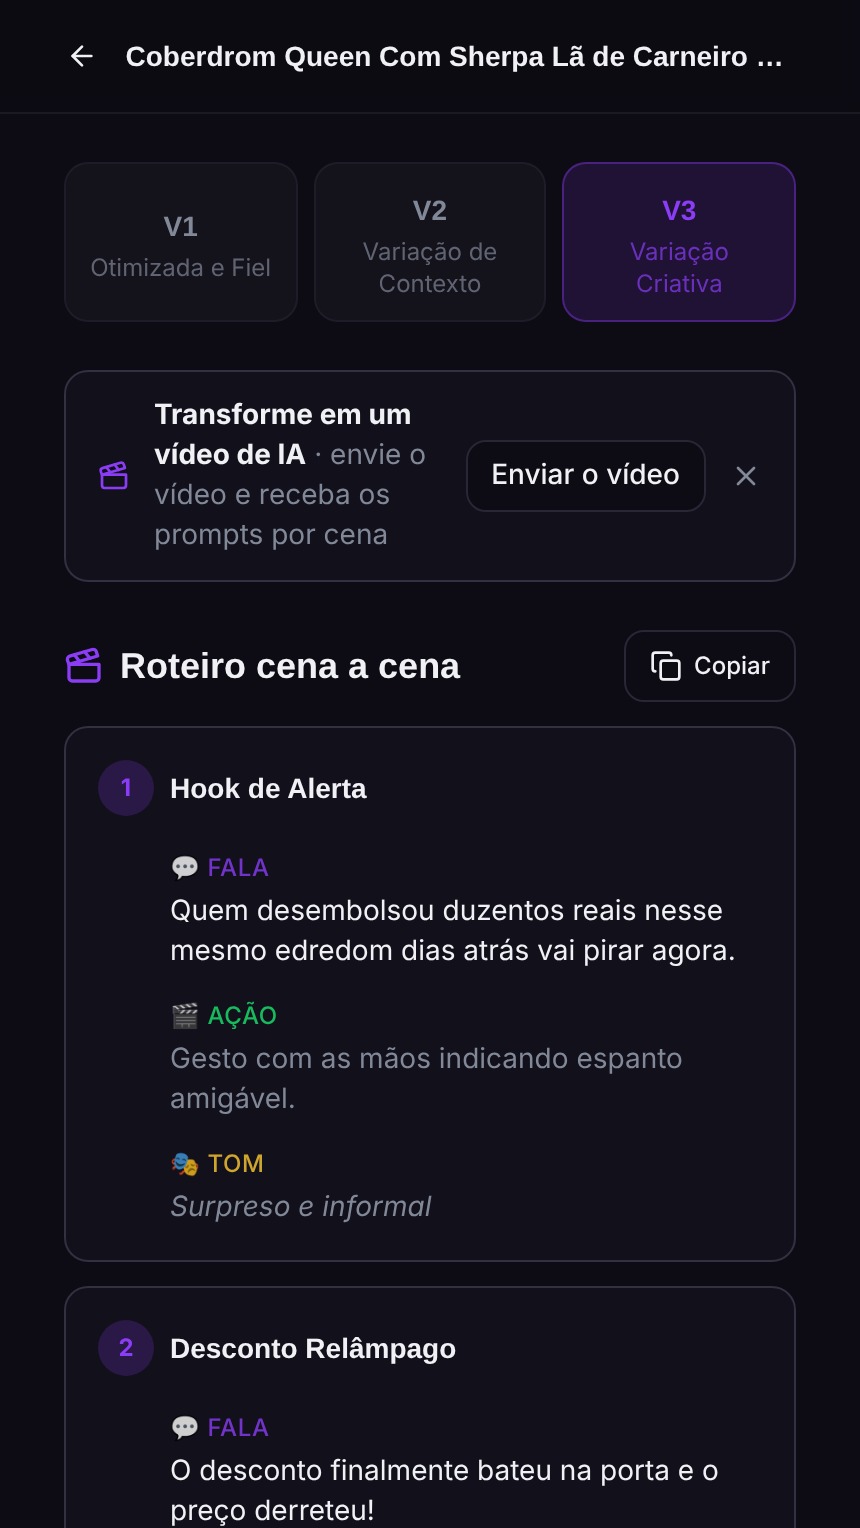 Coberdrom Queen Com Sherpa Lã de Carneiro ...
V1
Otimizada e Fiel
V2
Variação de
Contexto
V3
Variação
Criativa
Transforme em um
vídeo de IA · envie o
vídeo e receba os
prompts por cena
Enviar o vídeo
Roteiro cena a cena
Copiar
1
Hook de Alerta
💬 FALA
Quem desembolsou duzentos reais nesse
mesmo edredom dias atrás vai pirar agora.
🎬 AÇÃO
Gesto com as mãos indicando espanto
amigável.
🎭 TOM
Surpreso e informal
2
Desconto Relâmpago
💬 FALA
O desconto finalmente bateu na porta e o
preço derreteu!